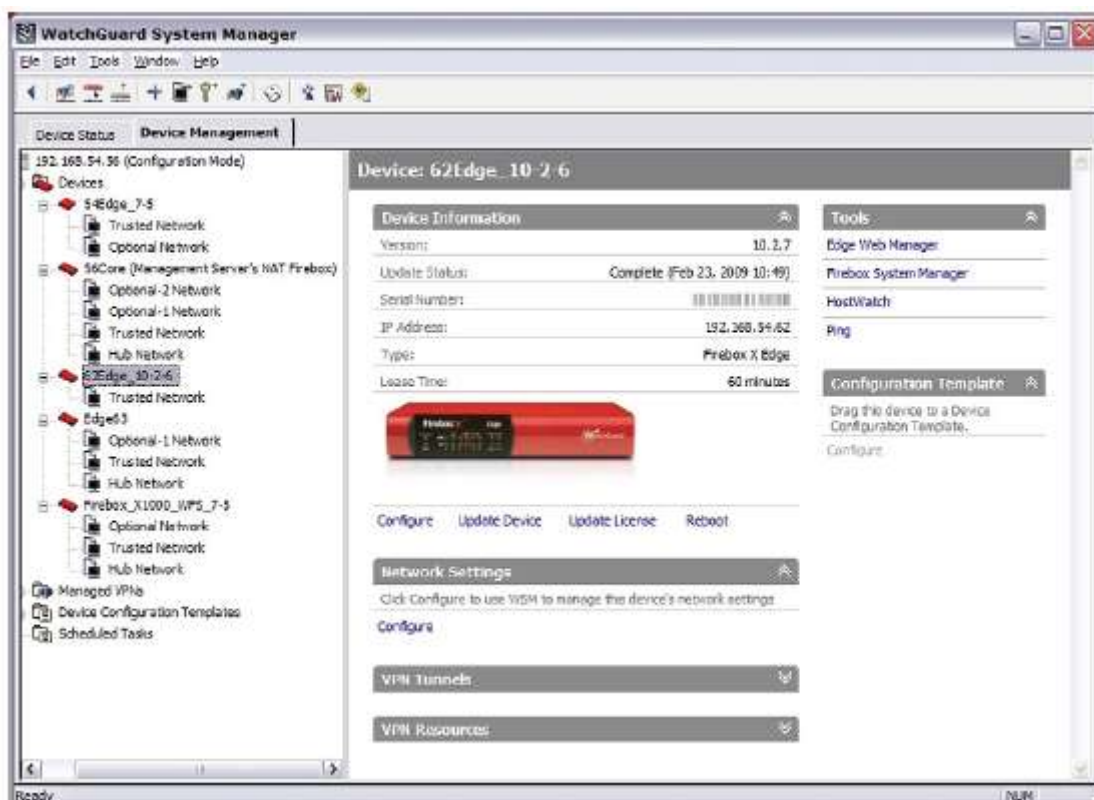 WatchGuard System Manager
File Edit Tools Window Help
Device Status Device Management
192.168.54.56 (Configuration Mode)
Devices
54Edge_7-5
Trusted Network
Optional Network
56Core (Management Server's NAT Firebox)
Optional-2 Network
Optional-1 Network
Trusted Network
Hub Network
62Edge_10-2-6
Trusted Network
Edge63
Optional-1 Network
Trusted Network
Hub Network
Firebox_X1000_WFS_7-5
Optional Network
Trusted Network
Hub Network
Managed VPNs
Device Configuration Templates
Scheduled Tasks
Device: 62Edge_10-2-6
Device Information
Version: 10.2.7
Update Status: Complete (Feb 23, 2009 10:49)
Serial Number:
IP Address: 192.168.54.62
Type: Firebox X Edge
Lease Time: 60 minutes
Firebox Edge
WatchGuard
Configure Update Device Update License Reboot
Network Settings
Click Configure to use WSM to manage this device's network settings
Configure
VPN Tunnels
VPN Resources
Tools
Edge Web Manager
Firebox System Manager
HostWatch
Ping
Configuration Template
Drag this device to a Device
Configuration Template.
Configure
Ready NUM